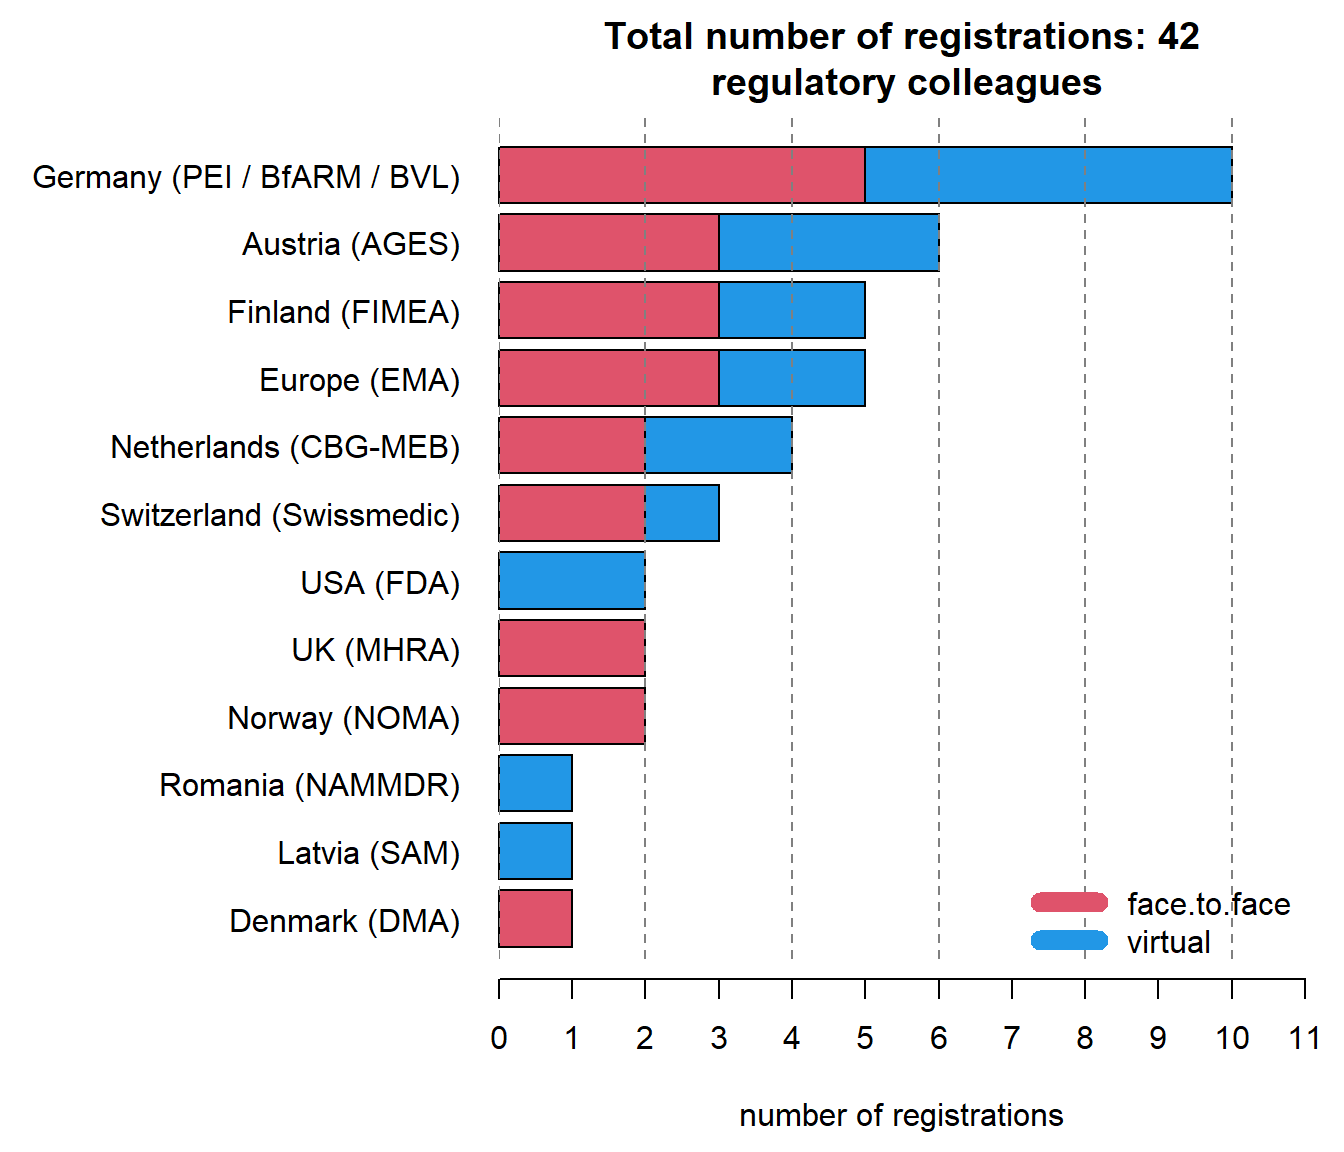 Total number of registrations: 42
regulatory colleagues
Germany (PEI / BfARM / BVL)
Austria (AGES)
Finland (FIMEA)
Europe (EMA)
Netherlands (CBG-MEB)
Switzerland (Swissmedic)
USA (FDA)
UK (MHRA)
Norway (NOMA)
Romania (NAMMDR)
Latvia (SAM)
Denmark (DMA)
face.to.face
virtual
0 1 2 3 4 5 6 7 8 9 10 11
number of registrations